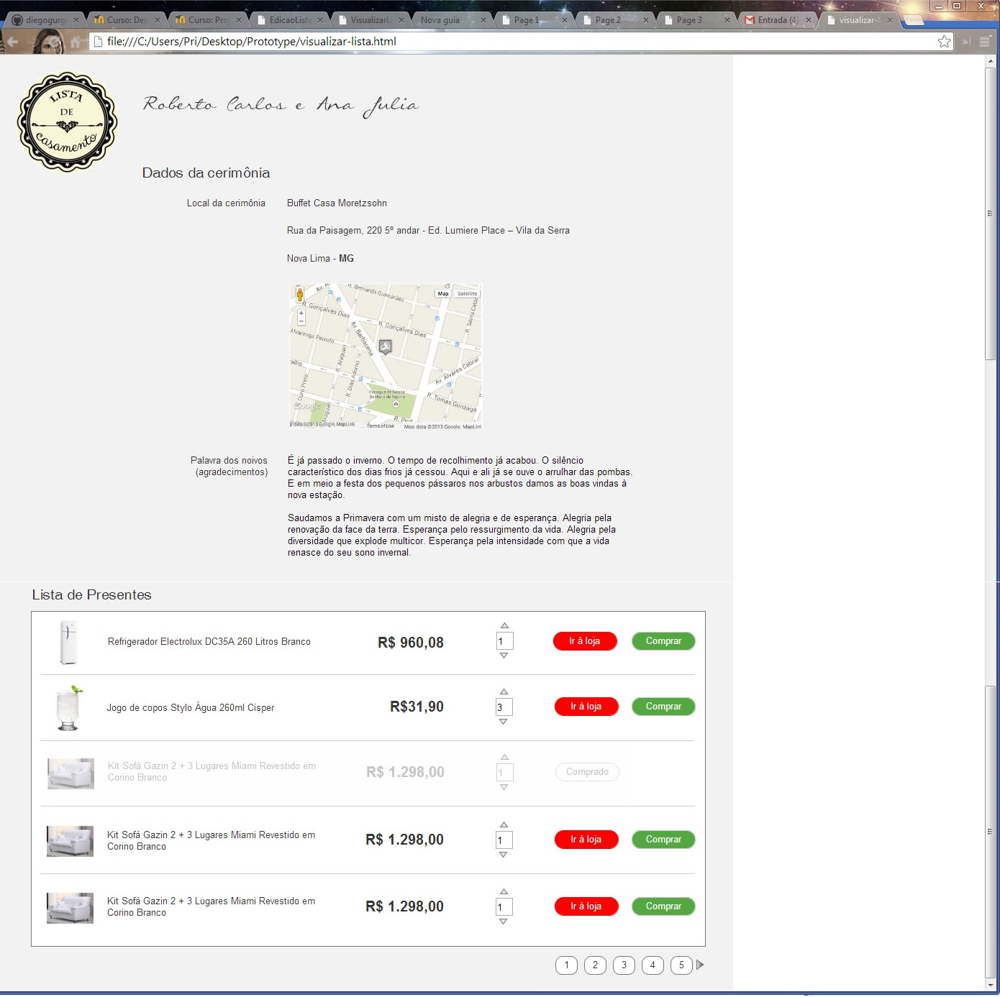 diegogurg
Curso: Des
Curso: Pro
EdicaoLista
VisualizarL
Nova guia
Page 1
Page 2
Page 3
Entrada (4)
visualizar-l
file:///C:/Users/Pri/Desktop/Prototype/visualizar-lista.html
LISTA
DE
casamento
Roberto Carlos e Ana Julia
Dados da cerimônia
Local da cerimônia
Buffet Casa Moretzsohn
Rua da Paisagem, 220 5º andar - Ed. Lumiere Place – Vila da Serra
Nova Lima - MG
R. Bernardo Guimarães
Map
Satellite
R. Gonçalves Dias
R. Gonçalves Dias
R. Santa Catar
Alvarenga Peixoto
Av. Barbacena
R. Araguari
R. Dias Adorno
Av. Álvares Cabral
Ouro Preto
Paróquia de Nossa
Senhora de Fátima
R. Tomas Gonzaga
Google
Araguari
R. Prof
data ©2013 Google, MapLink
Terms of Use
Map data ©2013 Google, MapLink
Palavra dos noivos
(agradecimentos)
É já passado o inverno. O tempo de recolhimento já acabou. O silêncio
característico dos dias frios já cessou. Aqui e ali já se ouve o arrulhar das pombas.
E em meio a festa dos pequenos pássaros nos arbustos damos as boas vindas à
nova estação.
Saudamos a Primavera com um misto de alegria e de esperança. Alegria pela
renovação da face da terra. Esperança pelo ressurgimento da vida. Alegria pela
diversidade que explode multicor. Esperança pela intensidade com que a vida
renasce do seu sono invernal.
Lista de Presentes
Refrigerador Electrolux DC35A 260 Litros Branco
R$ 960,08
1
Ir à loja
Comprar
Jogo de copos Stylo Água 260ml Cisper
R$31,90
3
Ir à loja
Comprar
Kit Sofá Gazin 2 + 3 Lugares Miami Revestido em
Corino Branco
R$ 1.298,00
1
Comprado
Kit Sofá Gazin 2 + 3 Lugares Miami Revestido em
Corino Branco
R$ 1.298,00
1
Ir à loja
Comprar
Kit Sofá Gazin 2 + 3 Lugares Miami Revestido em
Corino Branco
R$ 1.298,00
1
Ir à loja
Comprar
1 2 3 4 5